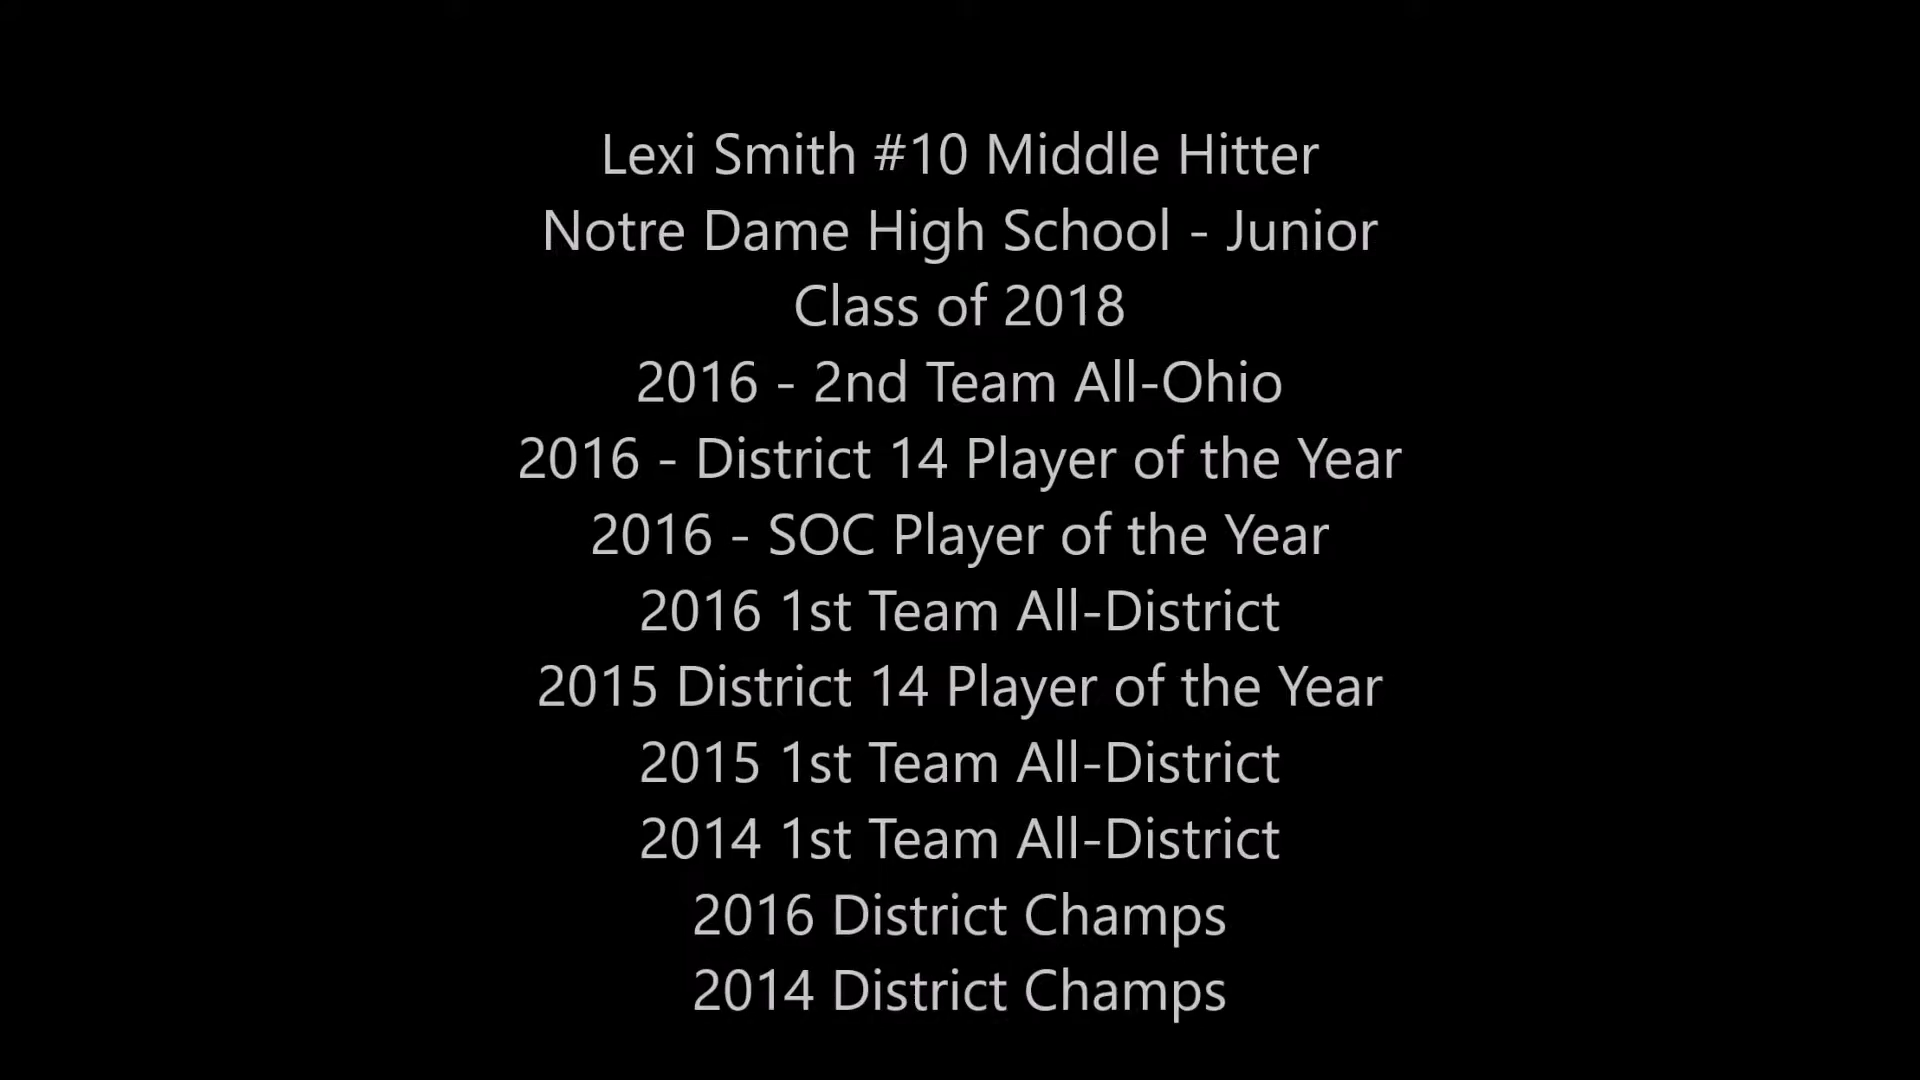 Lexi Smith #10 Middle Hitter
Notre Dame High School - Junior
Class of 2018
2016 - 2nd Team All-Ohio
2016 - District 14 Player of the Year
2016 - SOC Player of the Year
2016 1st Team All-District
2015 District 14 Player of the Year
2015 1st Team All-District
2014 1st Team All-District
2016 District Champs
2014 District Champs